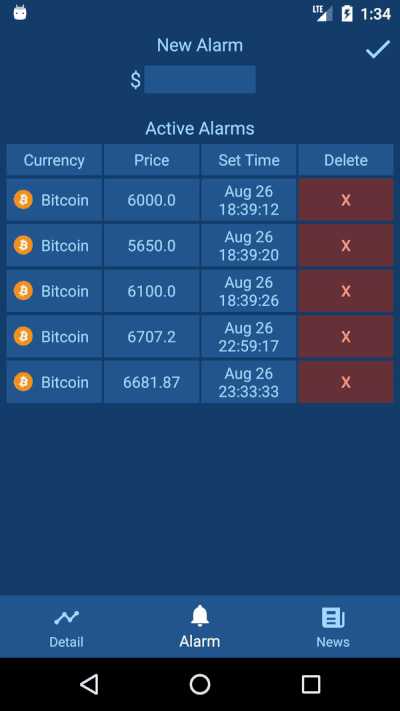 LTE 1:34
New Alarm
$
Active Alarms
Currency Price Set Time Delete
Bitcoin 6000.0 Aug 26 18:39:12 X
Bitcoin 5650.0 Aug 26 18:39:20 X
Bitcoin 6100.0 Aug 26 18:39:26 X
Bitcoin 6707.2 Aug 26 22:59:17 X
Bitcoin 6681.87 Aug 26 23:33:33 X
Detail Alarm News